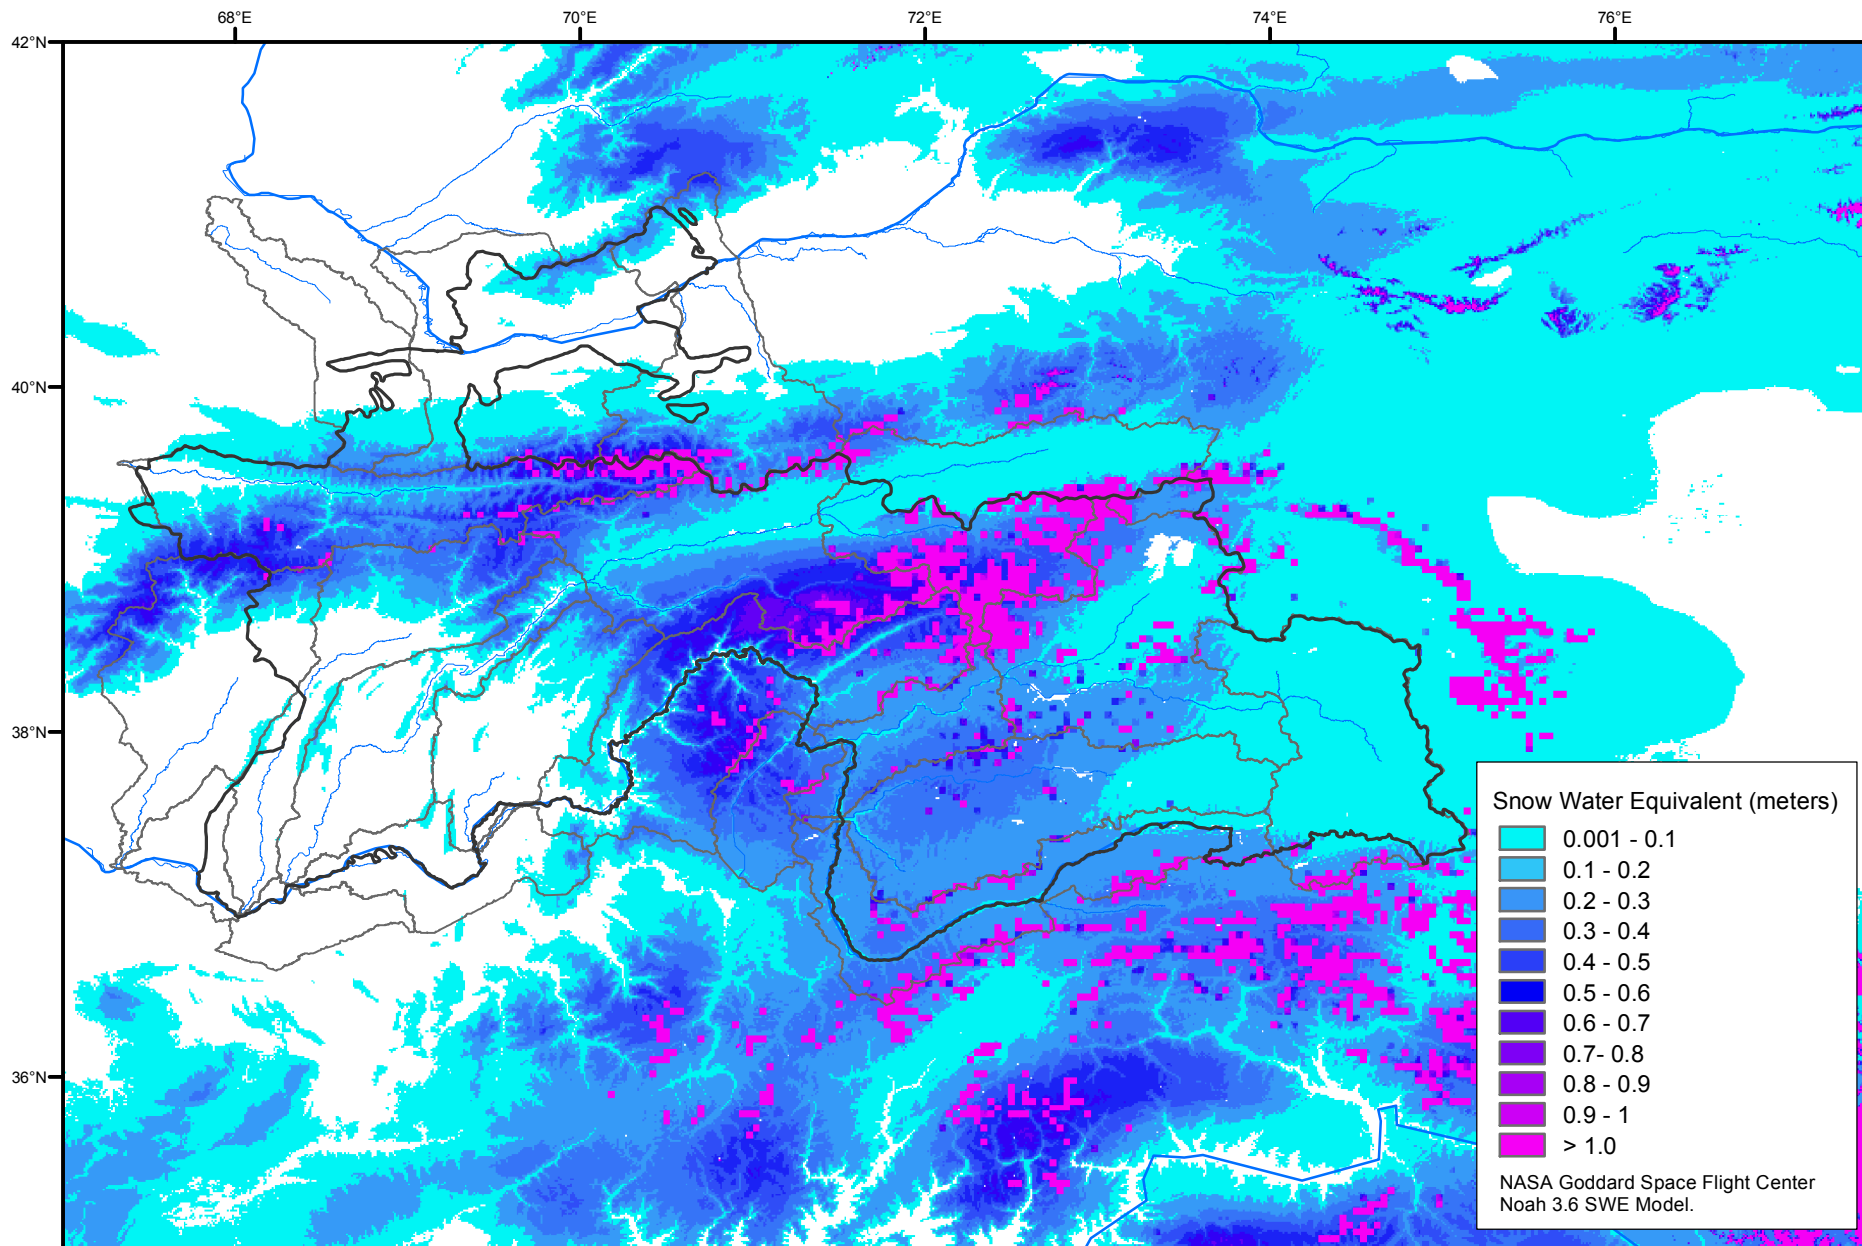 68°E
70°E
72°E
74°E
76°E
42°N
40°N
38°N
36°N
Snow Water Equivalent (meters)
0.001 - 0.1
0.1 - 0.2
0.2 - 0.3
0.3 - 0.4
0.4 - 0.5
0.5 - 0.6
0.6 - 0.7
0.7- 0.8
0.8 - 0.9
0.9 - 1
> 1.0
NASA Goddard Space Flight Center
Noah 3.6 SWE Model.